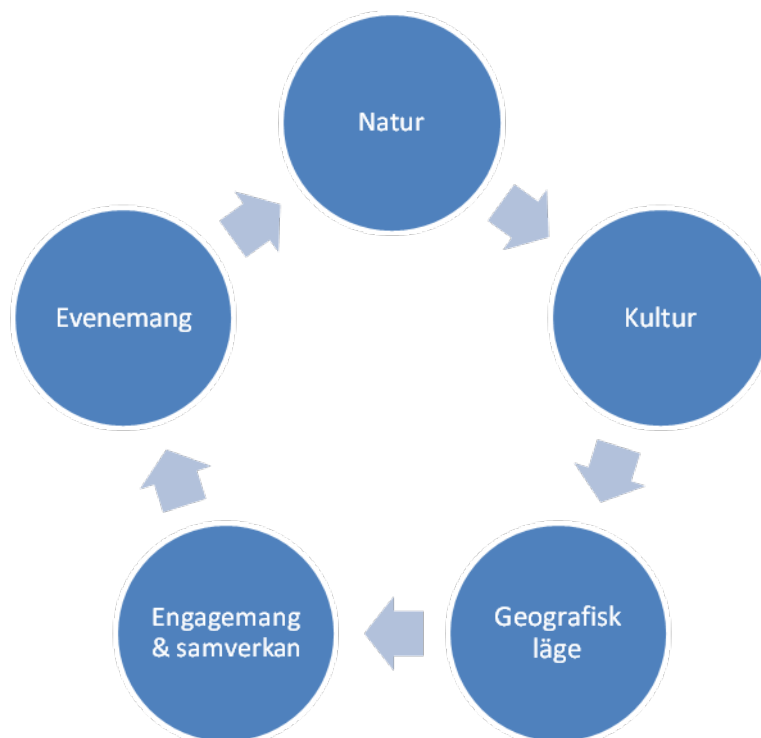 Natur
Kultur
Geografisk
läge
Engagemang
& samverkan
Evenemang